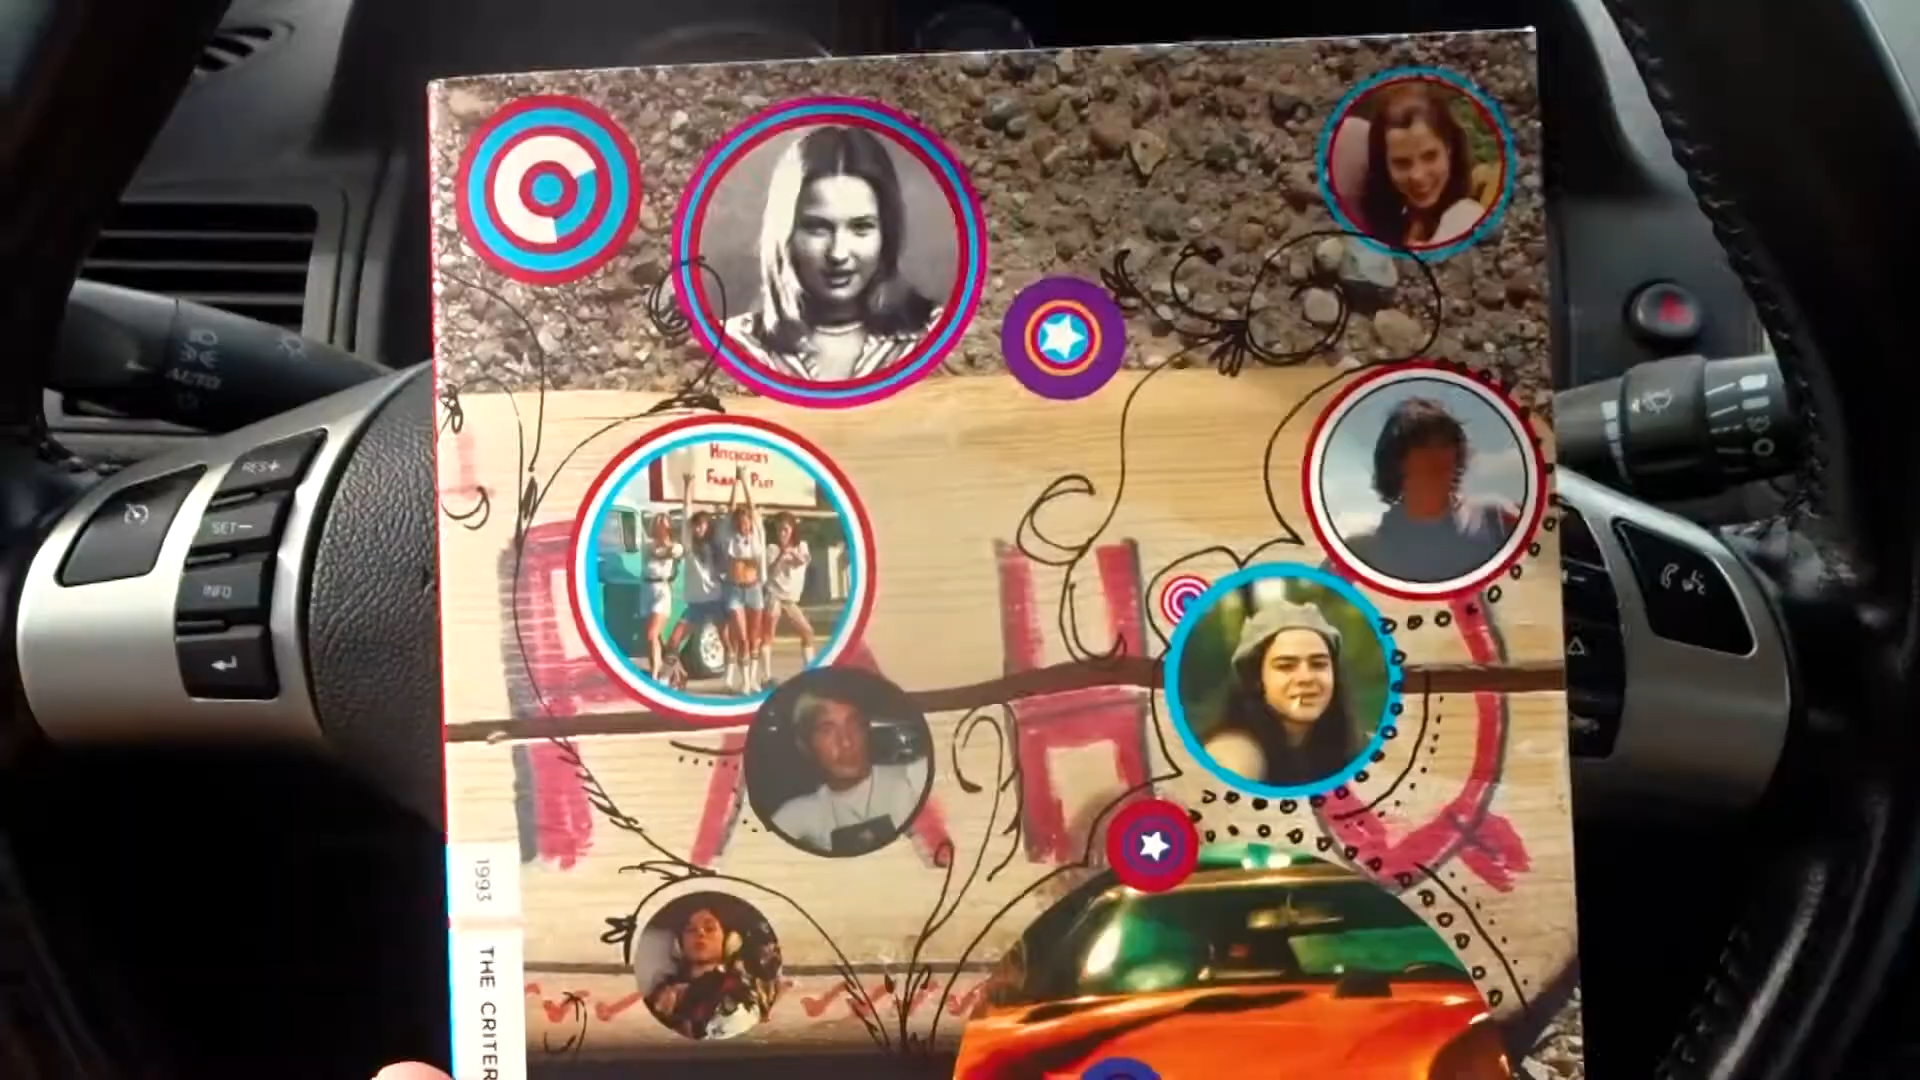 HITCHCOCK'S
FAMILY PLOT
AUTO
RES+
SET-
INFO
1993
THE CRITER